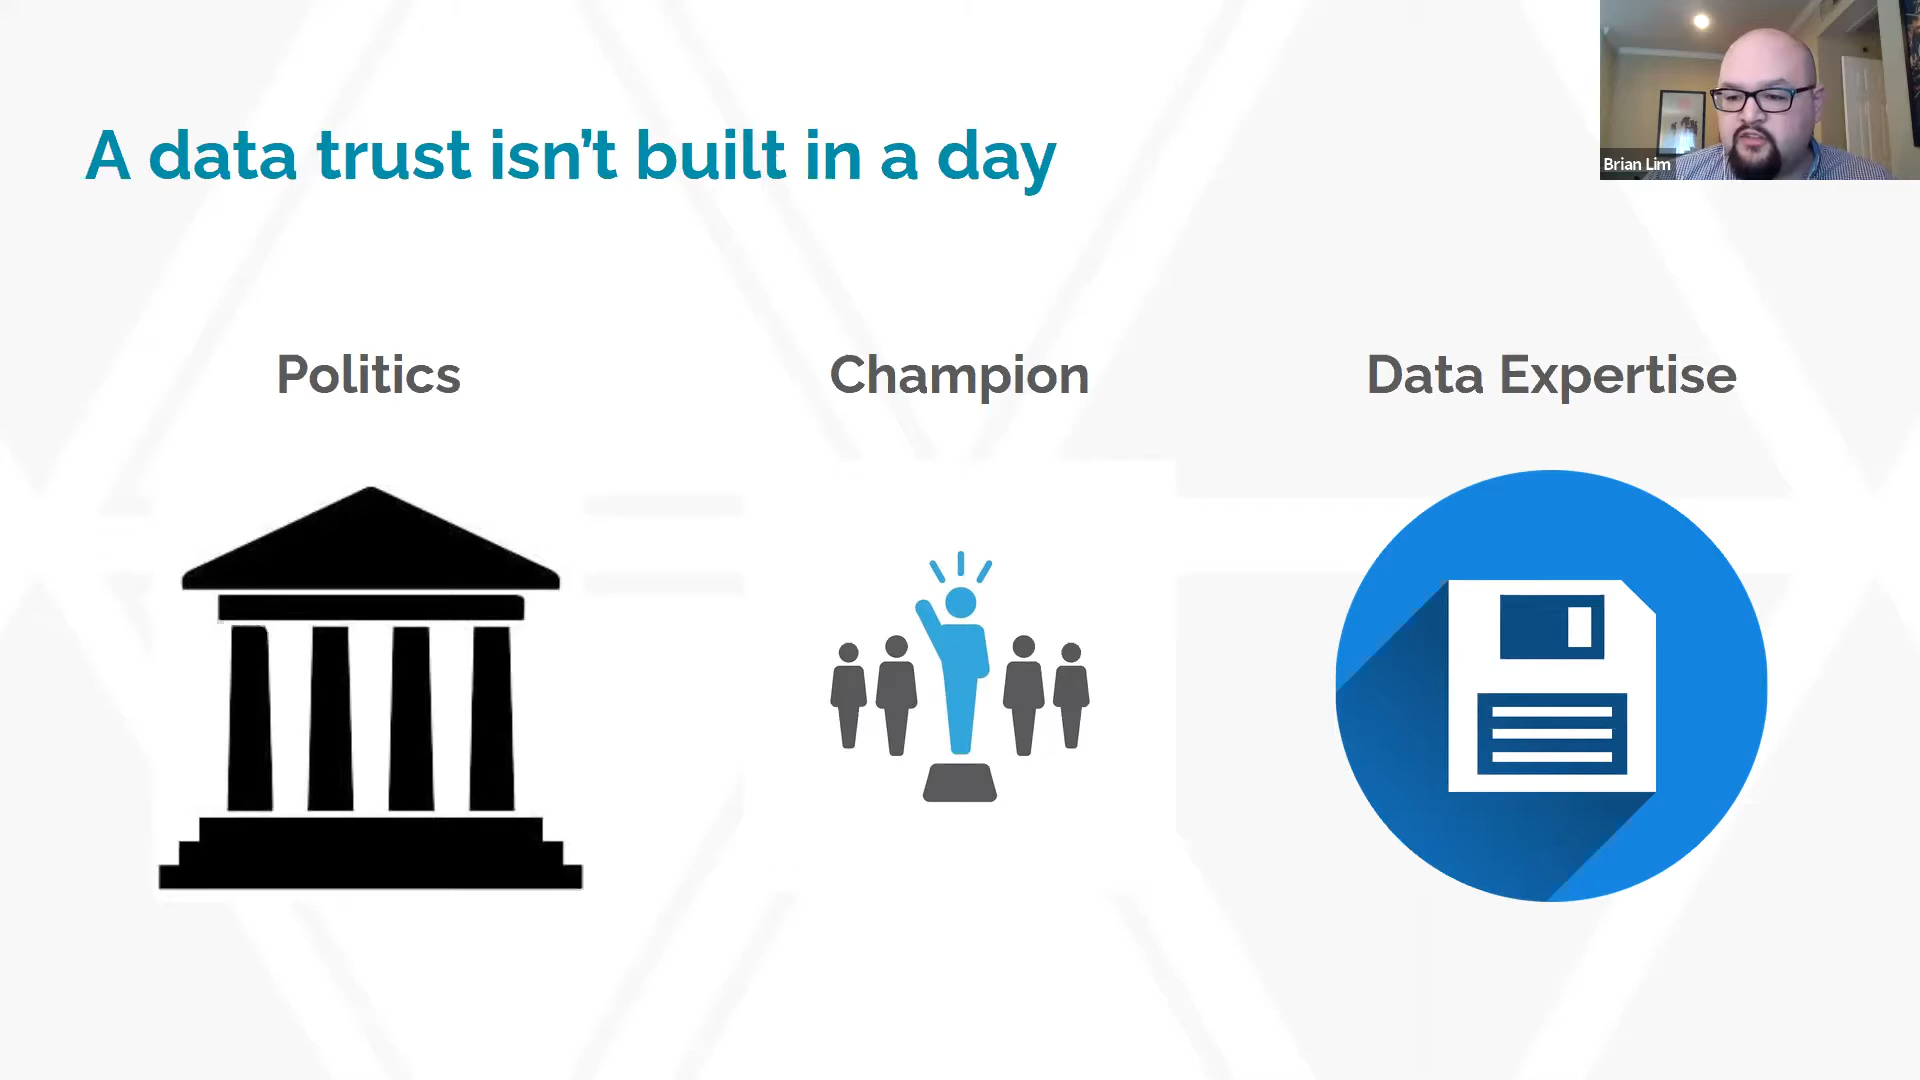 A data trust isn’t built in a day
Brian Lim
Politics
Champion
Data Expertise